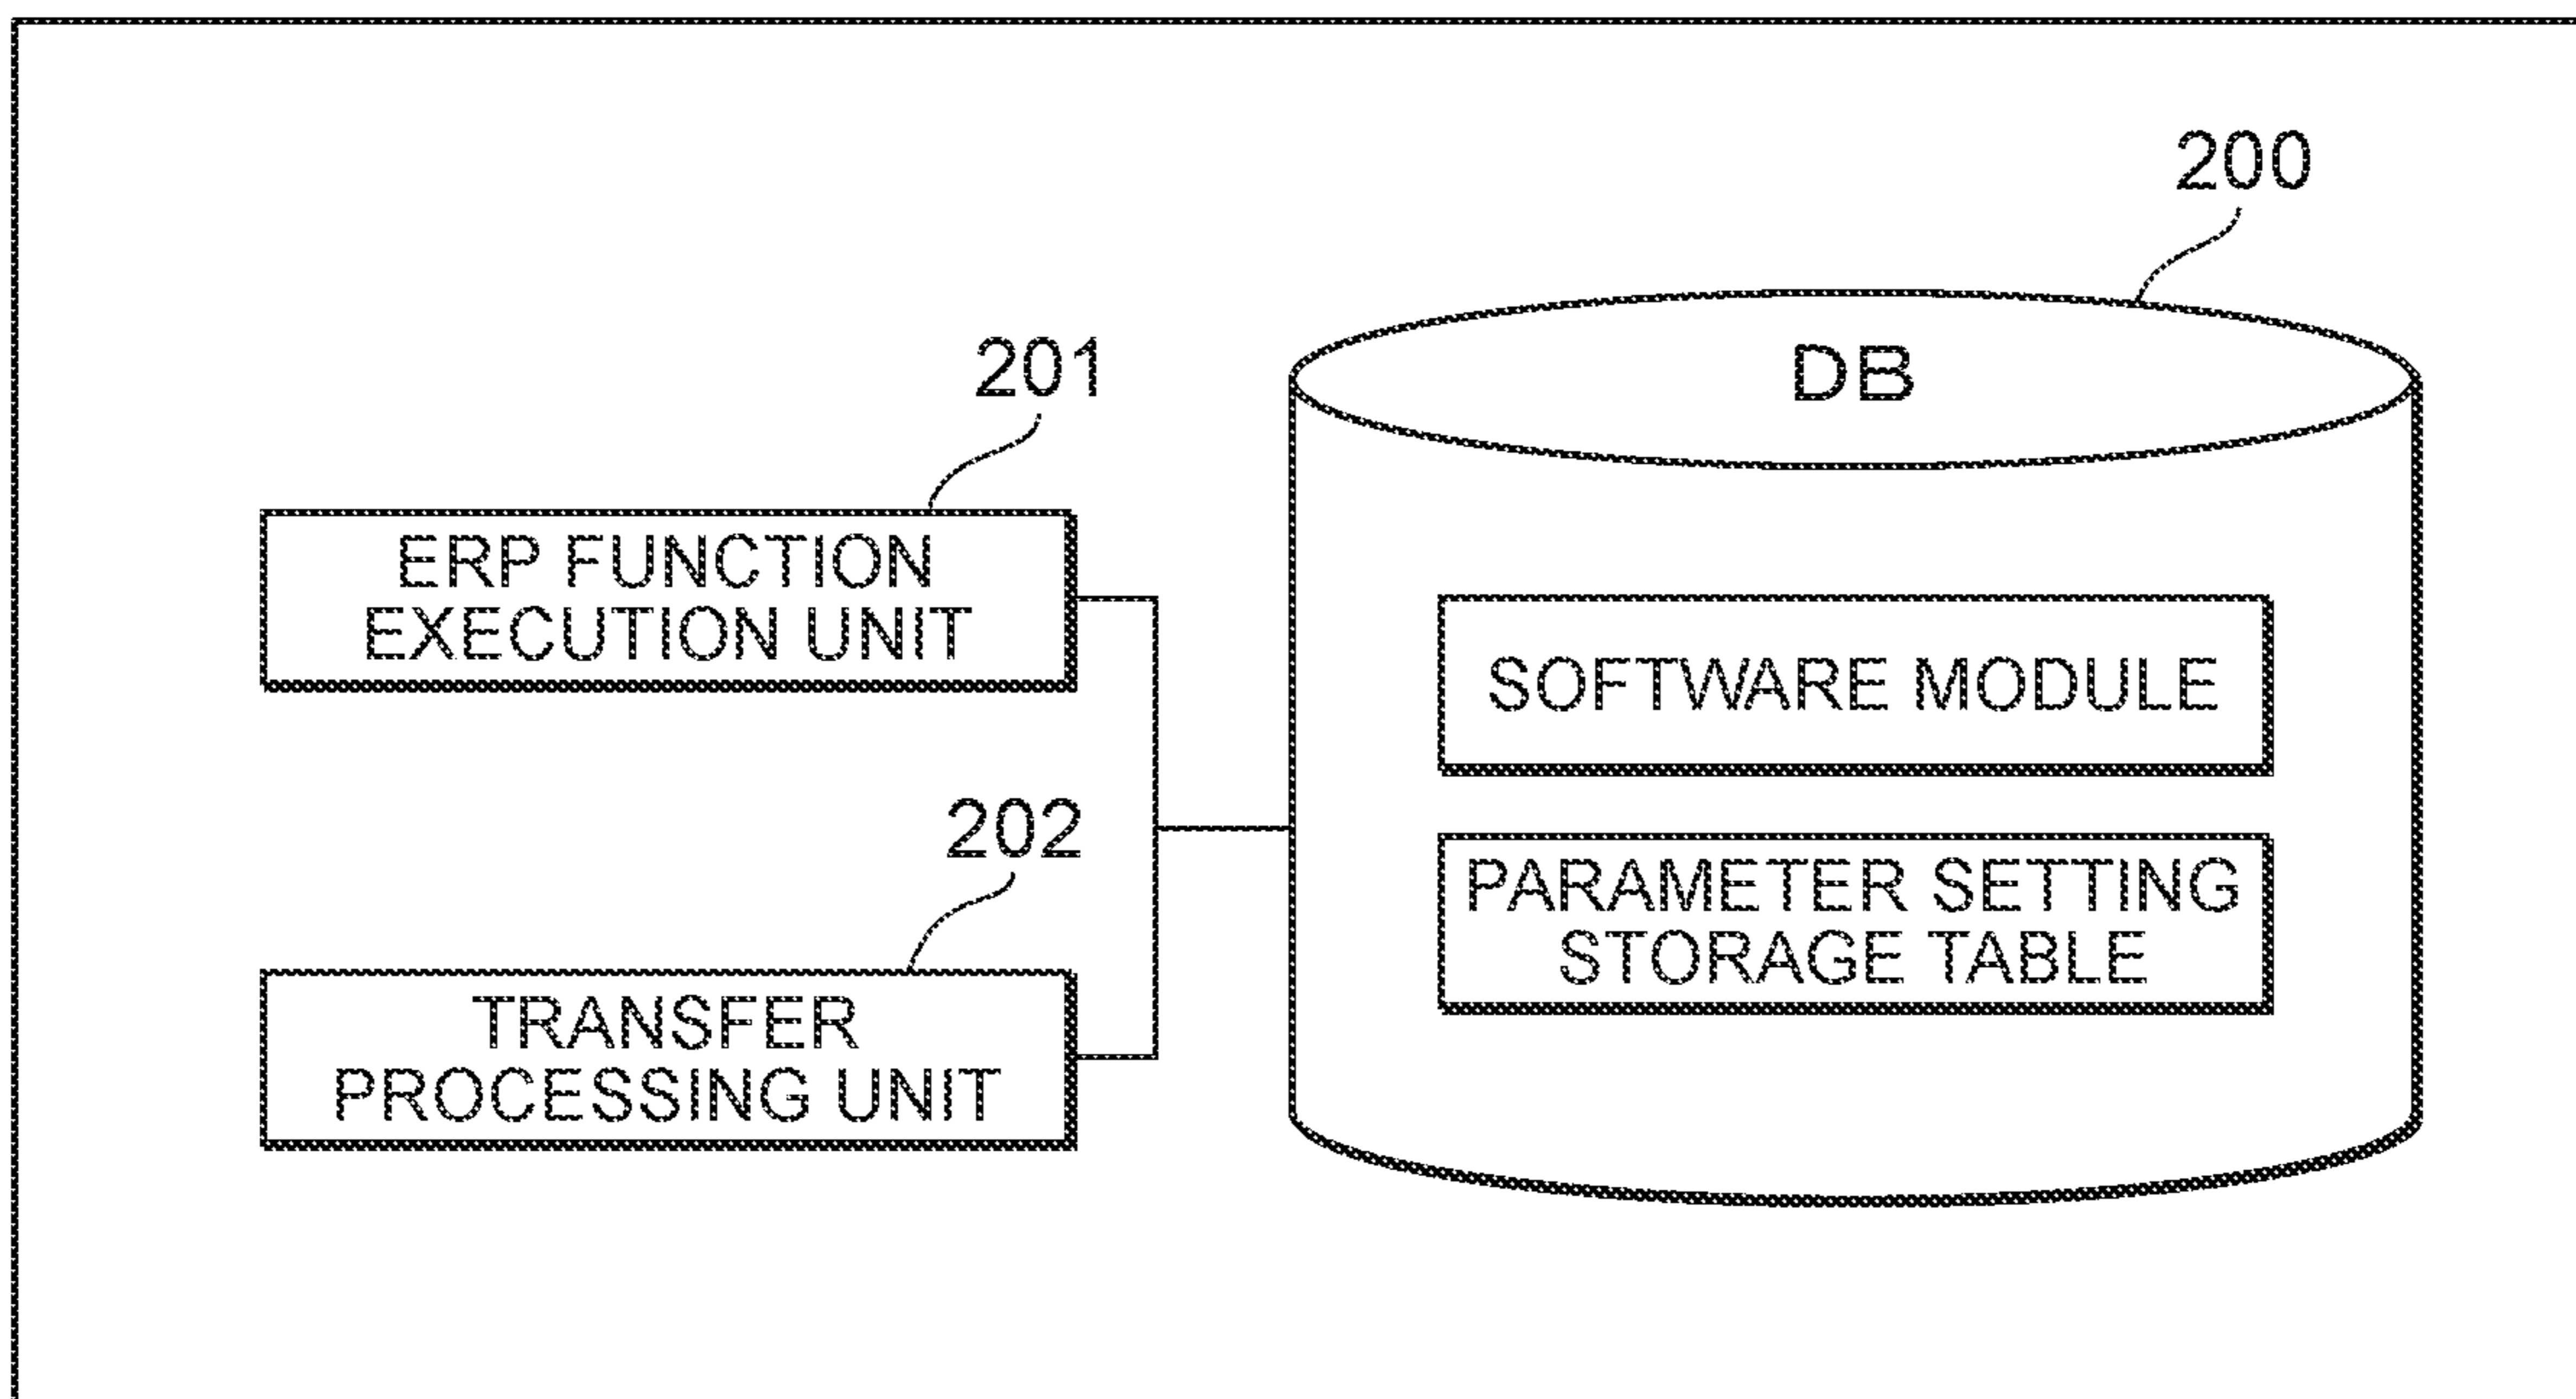 200
DB
201
ERP FUNCTION
EXECUTION UNIT
SOFTWARE MODULE
202
PARAMETER SETTING
STORAGE TABLE
TRANSFER
PROCESSING UNIT